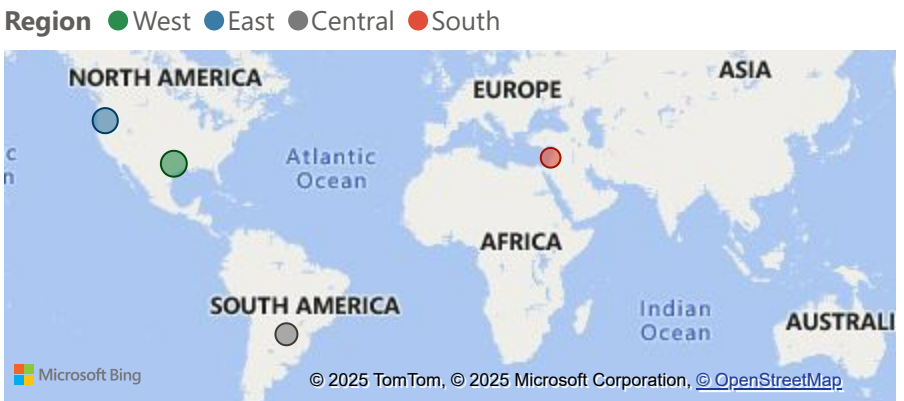 Region West East Central South
NORTH AMERICA
EUROPE
ASIA
c
n
Atlantic
Ocean
AFRICA
SOUTH AMERICA
Indian
Ocean
AUSTRALI
Microsoft Bing
© 2025 TomTom, © 2025 Microsoft Corporation, © OpenStreetMap